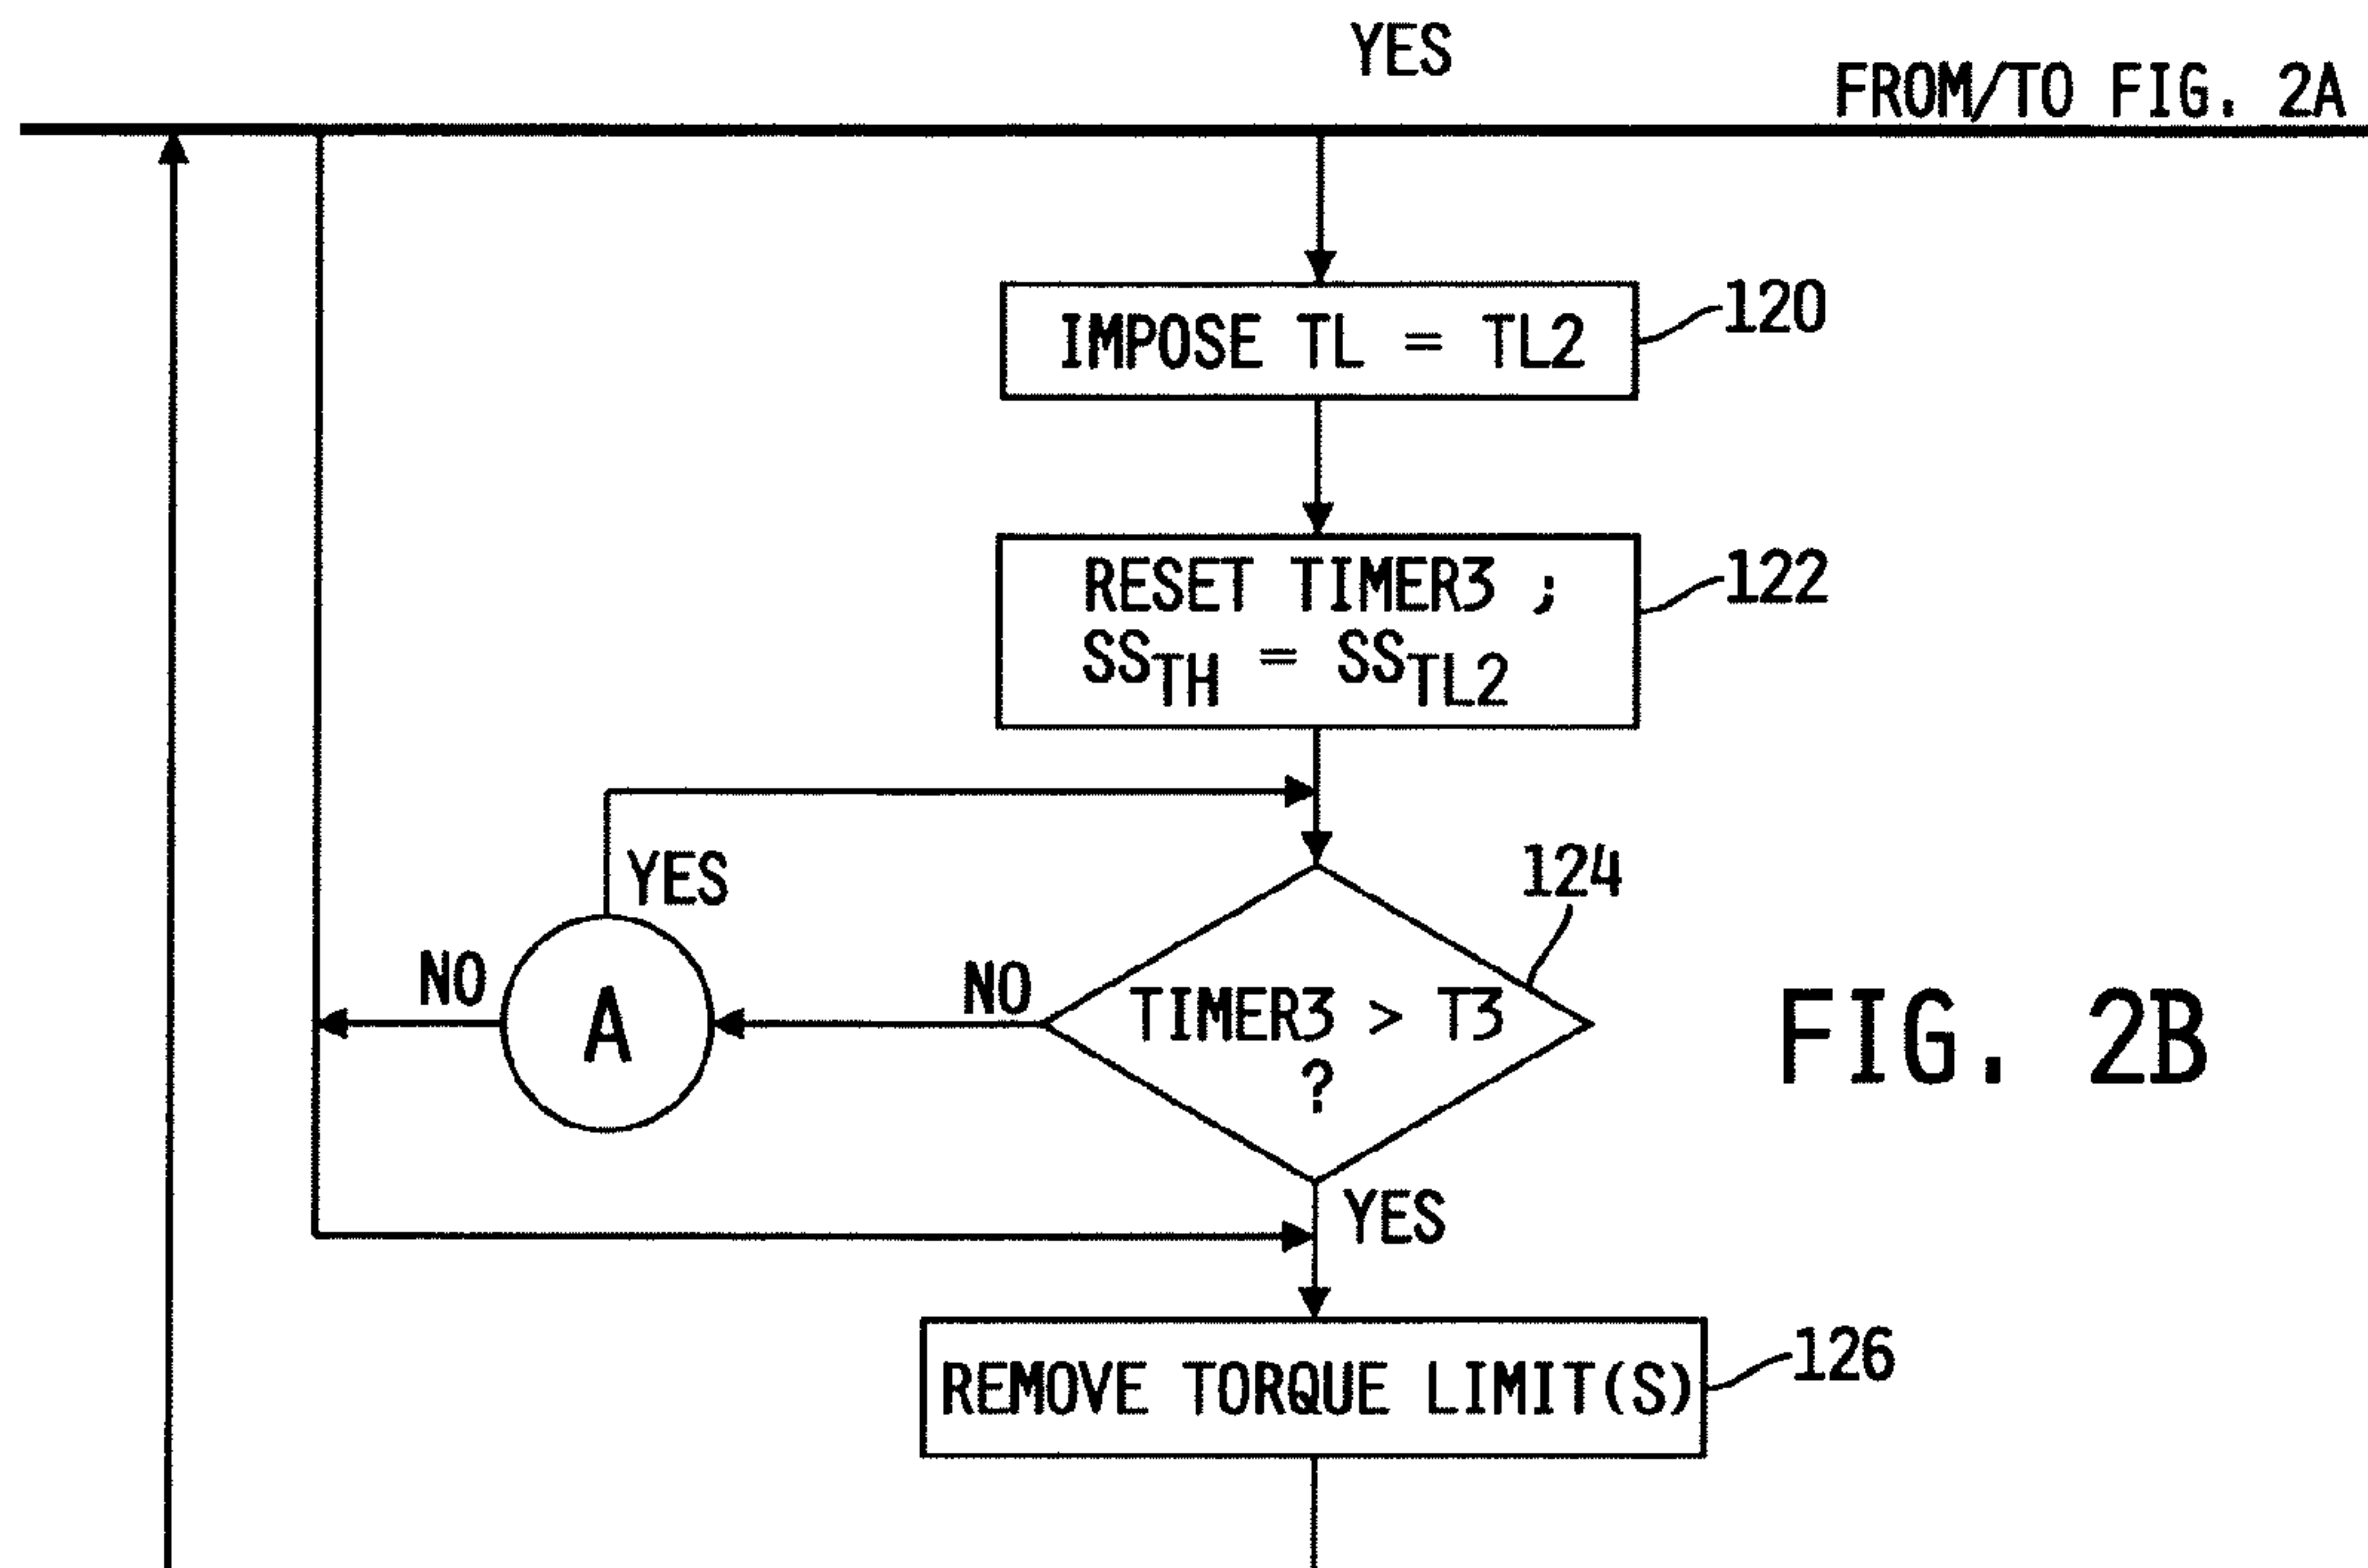 YES
FROM/TO FIG. 2A
IMPOSE TL = TL2
120
RESET TIMER3 ;
SSTH = SSTL2
122
YES
124
NO
A
NO
TIMER3 > T3
?
FIG. 2B
YES
REMOVE TORQUE LIMIT(S)
126